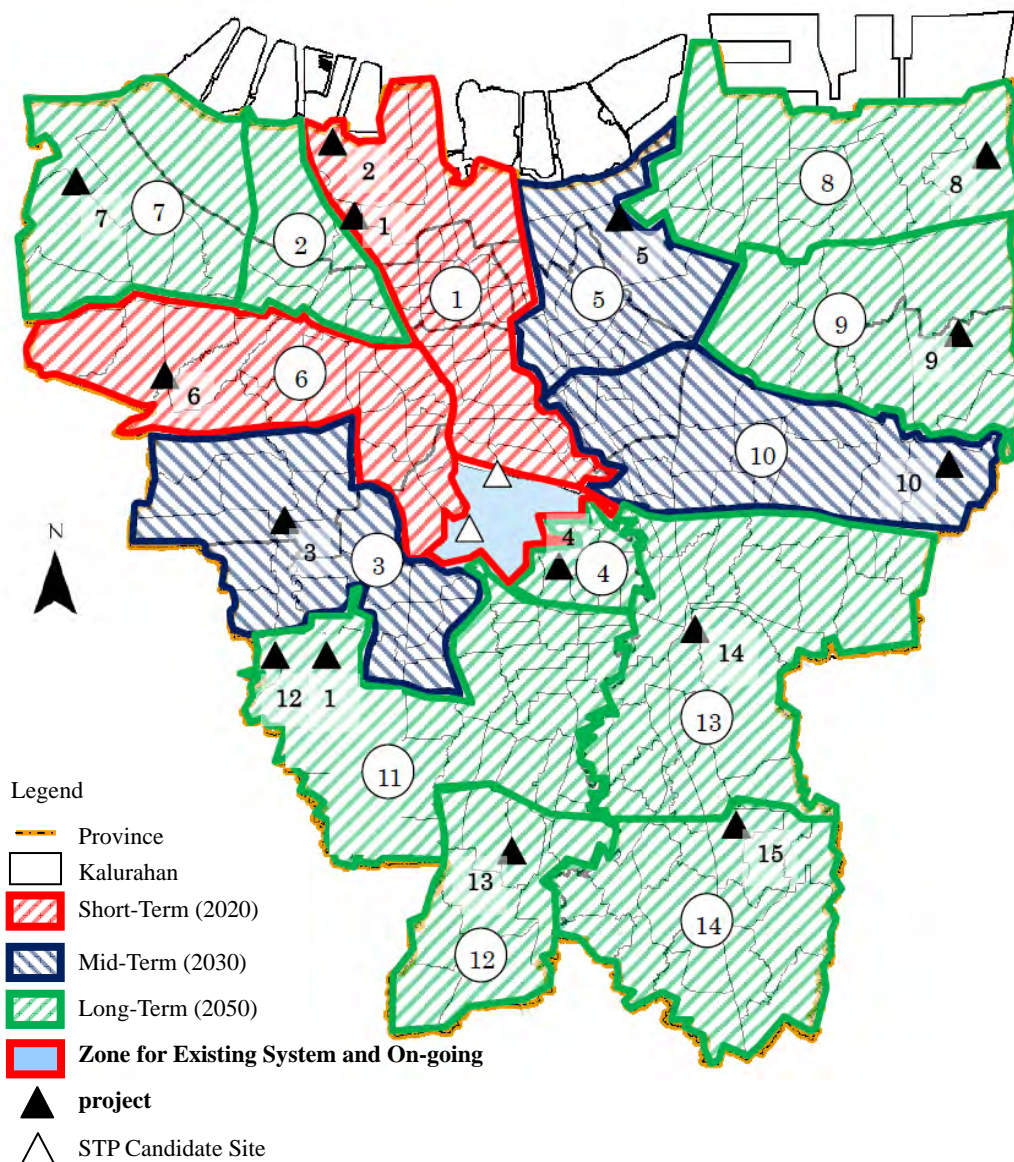 2
1
7
7
2
1
8
8
5
5
9
9
6
6
10
10
N
3
3
4
4
12
1
14
13
11
13
15
14
12
Legend
Province
Kalurahan
Short-Term (2020)
Mid-Term (2030)
Long-Term (2050)
Zone for Existing System and On-going
project
STP Candidate Site